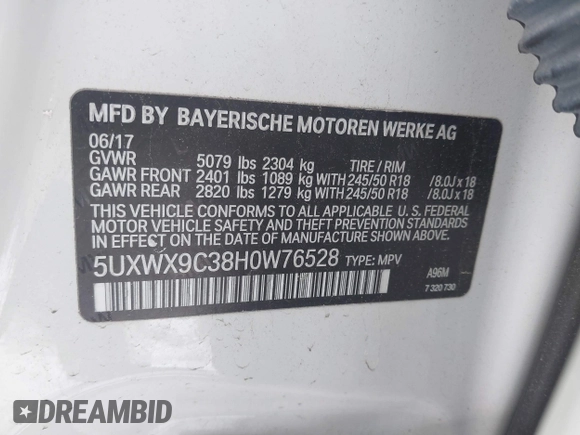 MFD BY BAYERISCHE MOTOREN WERKE AG
06/17
GVWR 5079 lbs 2304 kg TIRE / RIM
GAWR FRONT 2401 lbs 1089 kg WITH 245/50 R18 /8.0J x 18
GAWR REAR 2820 lbs 1279 kg WITH 245/50 R18 /8.0J x 18
THIS VEHICLE CONFORMS TO ALL APPLICABLE U. S. FEDERAL
MOTOR VEHICLE SAFETY, BUMPER, AND THEFT PREVENTION STANDARDS
IN EFFECT ON THE DATE OF MANUFACTURE SHOWN ABOVE.
5UXWX9C38H0W76528 TYPE: MPV
A96M
7 320 730
DREAMBID